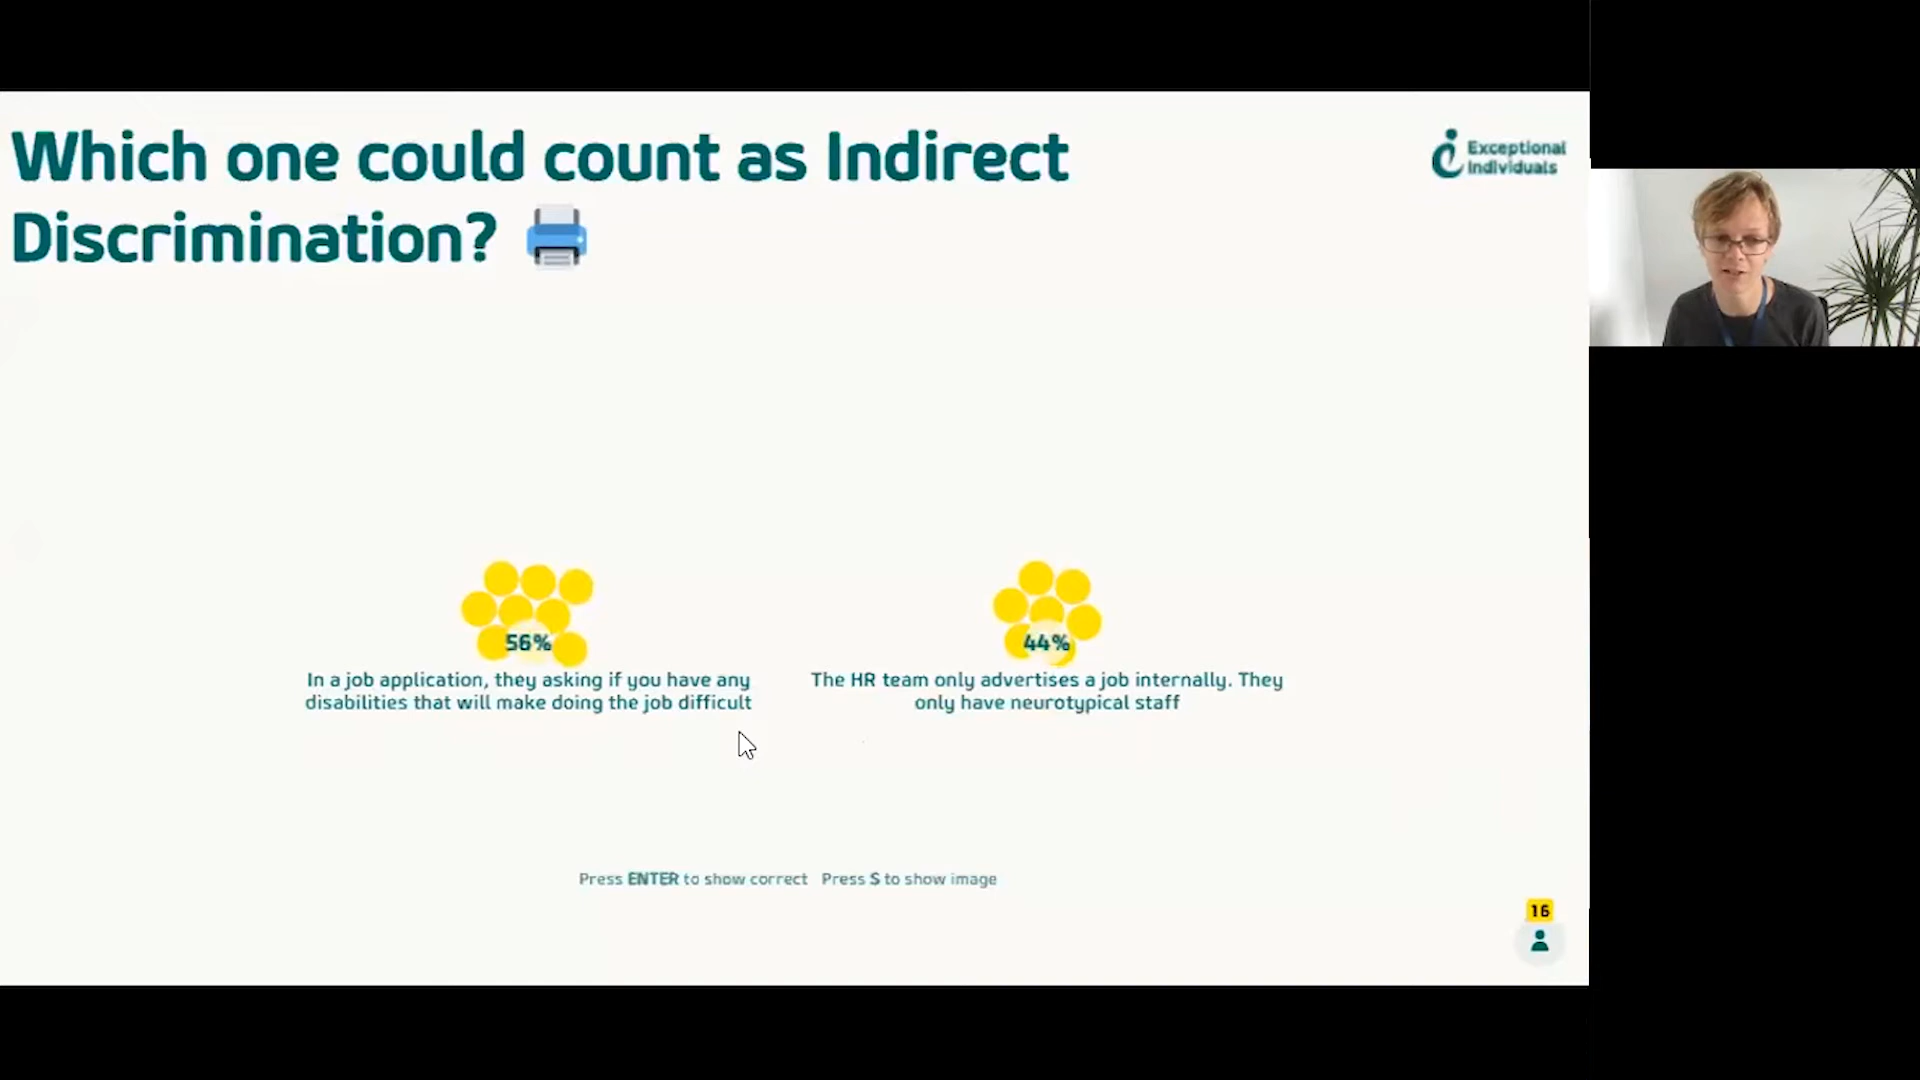 Which one could count as Indirect
Discrimination?
Exceptional
Individuals
56%
In a job application, they asking if you have any
disabilities that will make doing the job difficult
44%
The HR team only advertises a job internally. They
only have neurotypical staff
Press ENTER to show correct Press S to show image
16